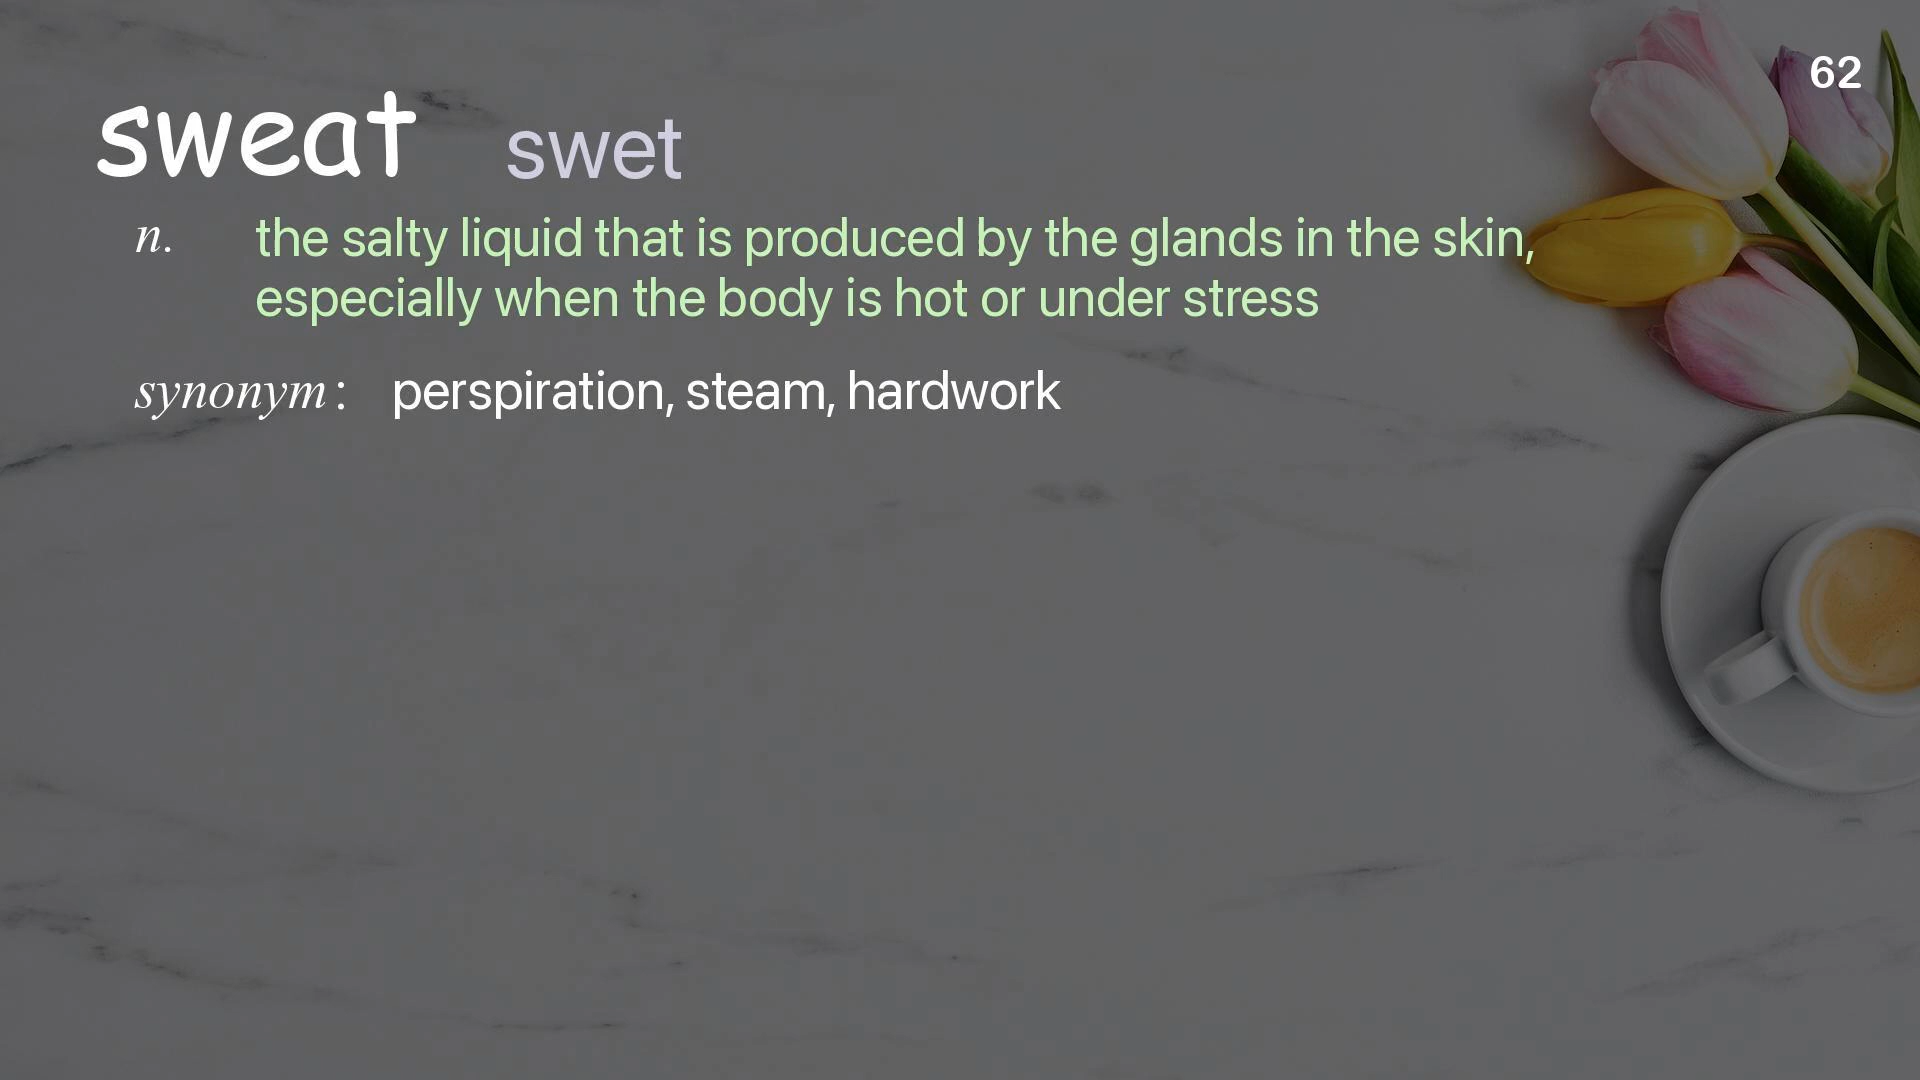 62
sweat swet
n. the salty liquid that is produced by the glands in the skin,
especially when the body is hot or under stress
synonym: perspiration, steam, hardwork